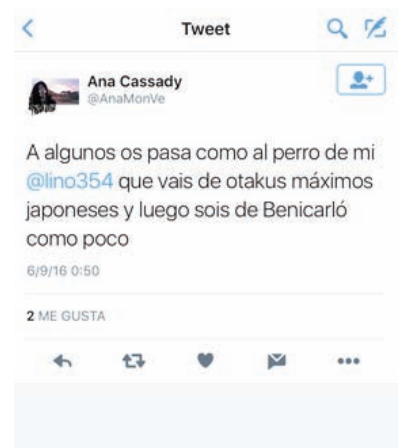 Tweet
Ana Cassady
@AnaMonVe
A algunos os pasa como al perro de mi
@lino354 que vais de otakus máximos
japoneses y luego sois de Benicarló
como poco
6/9/16 0:50
2 ME GUSTA